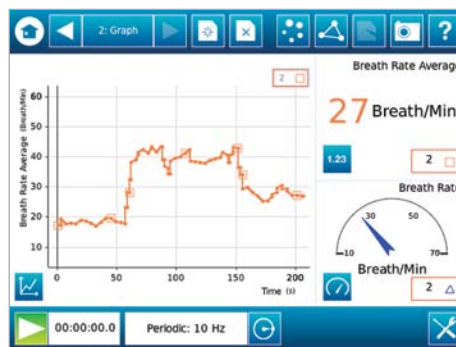 2: Graph
?
2
Breath Rate Average (Breath/Min)
60
50
40
30
20
10
0
50
100
150
200
Time (s)
Breath Rate Average
27 Breath/Min
1.23
2
Breath Rate
10
30
50
70
Breath/Min
2
00:00:00.0
Periodic: 10 Hz